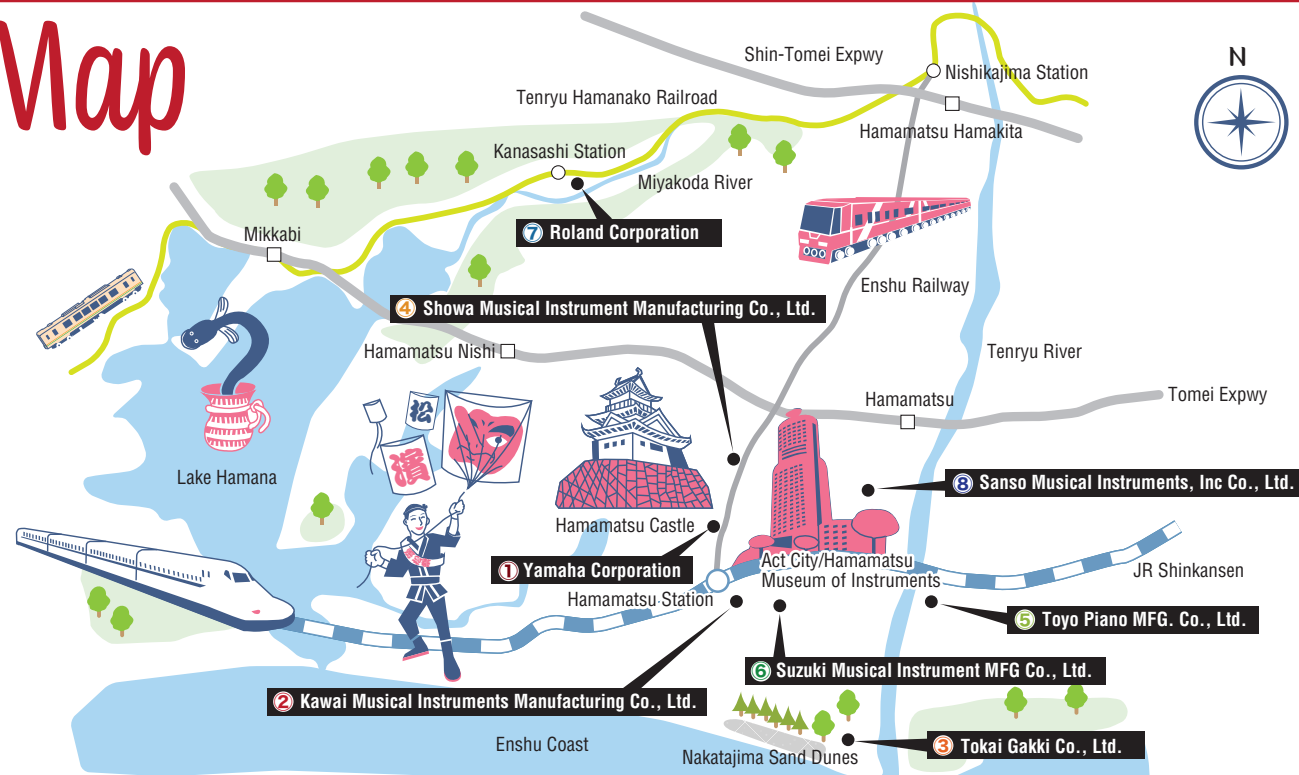 Map
N
Shin-Tomei Expwy
Nishikajima Station
Tenryu Hamanako Railroad
Hamamatsu Hamakita
Kanasashi Station
Miyakoda River
⑦ Roland Corporation
Mikkabi
Enshu Railway
④ Showa Musical Instrument Manufacturing Co., Ltd.
Hamamatsu Nishi
Tenryu River
Hamamatsu
Tomei Expwy
松
濱
Lake Hamana
⑧ Sanso Musical Instruments, Inc Co., Ltd.
Hamamatsu Castle
① Yamaha Corporation
Act City/Hamamatsu
Museum of Instruments
JR Shinkansen
Hamamatsu Station
⑤ Toyo Piano MFG. Co., Ltd.
⑥ Suzuki Musical Instrument MFG Co., Ltd.
② Kawai Musical Instruments Manufacturing Co., Ltd.
Enshu Coast
Nakatajima Sand Dunes
③ Tokai Gakki Co., Ltd.